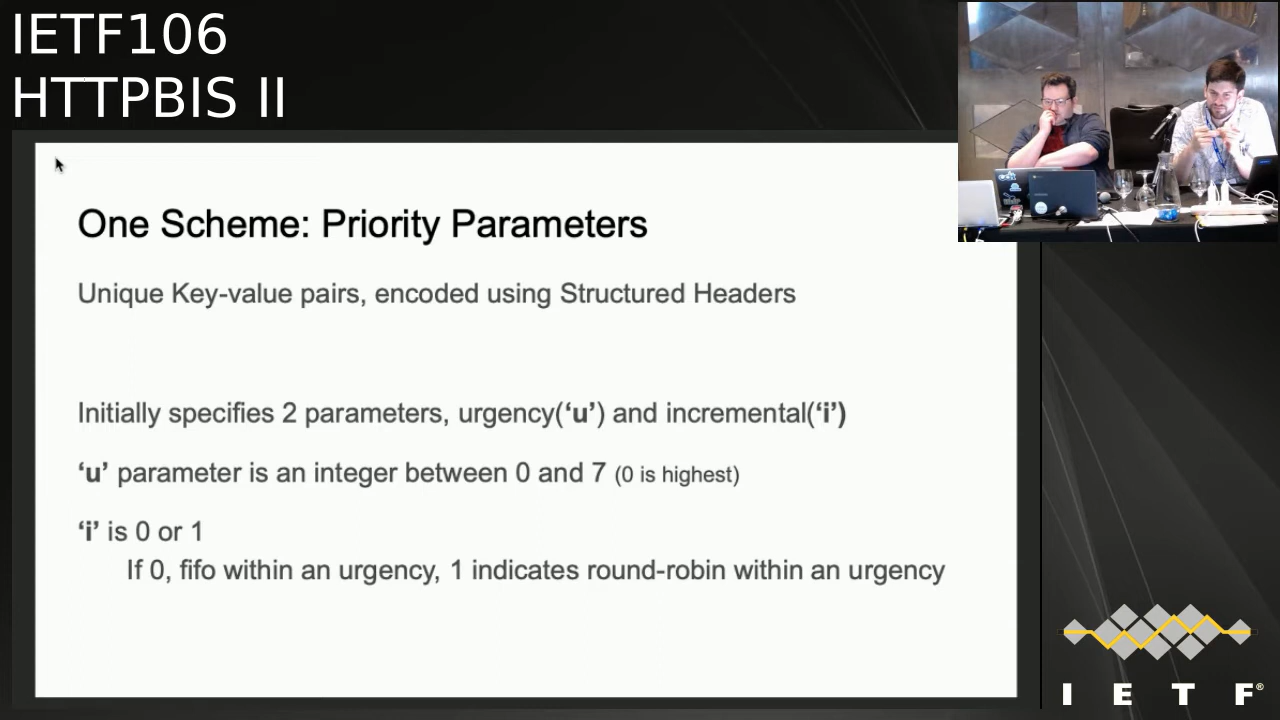 IETF106
HTTPBIS II
One Scheme: Priority Parameters
Unique Key-value pairs, encoded using Structured Headers
Initially specifies 2 parameters, urgency(‘u’) and incremental(‘i’)
‘u’ parameter is an integer between 0 and 7 (0 is highest)
‘i’ is 0 or 1
If 0, fifo within an urgency, 1 indicates round-robin within an urgency
I E T F®